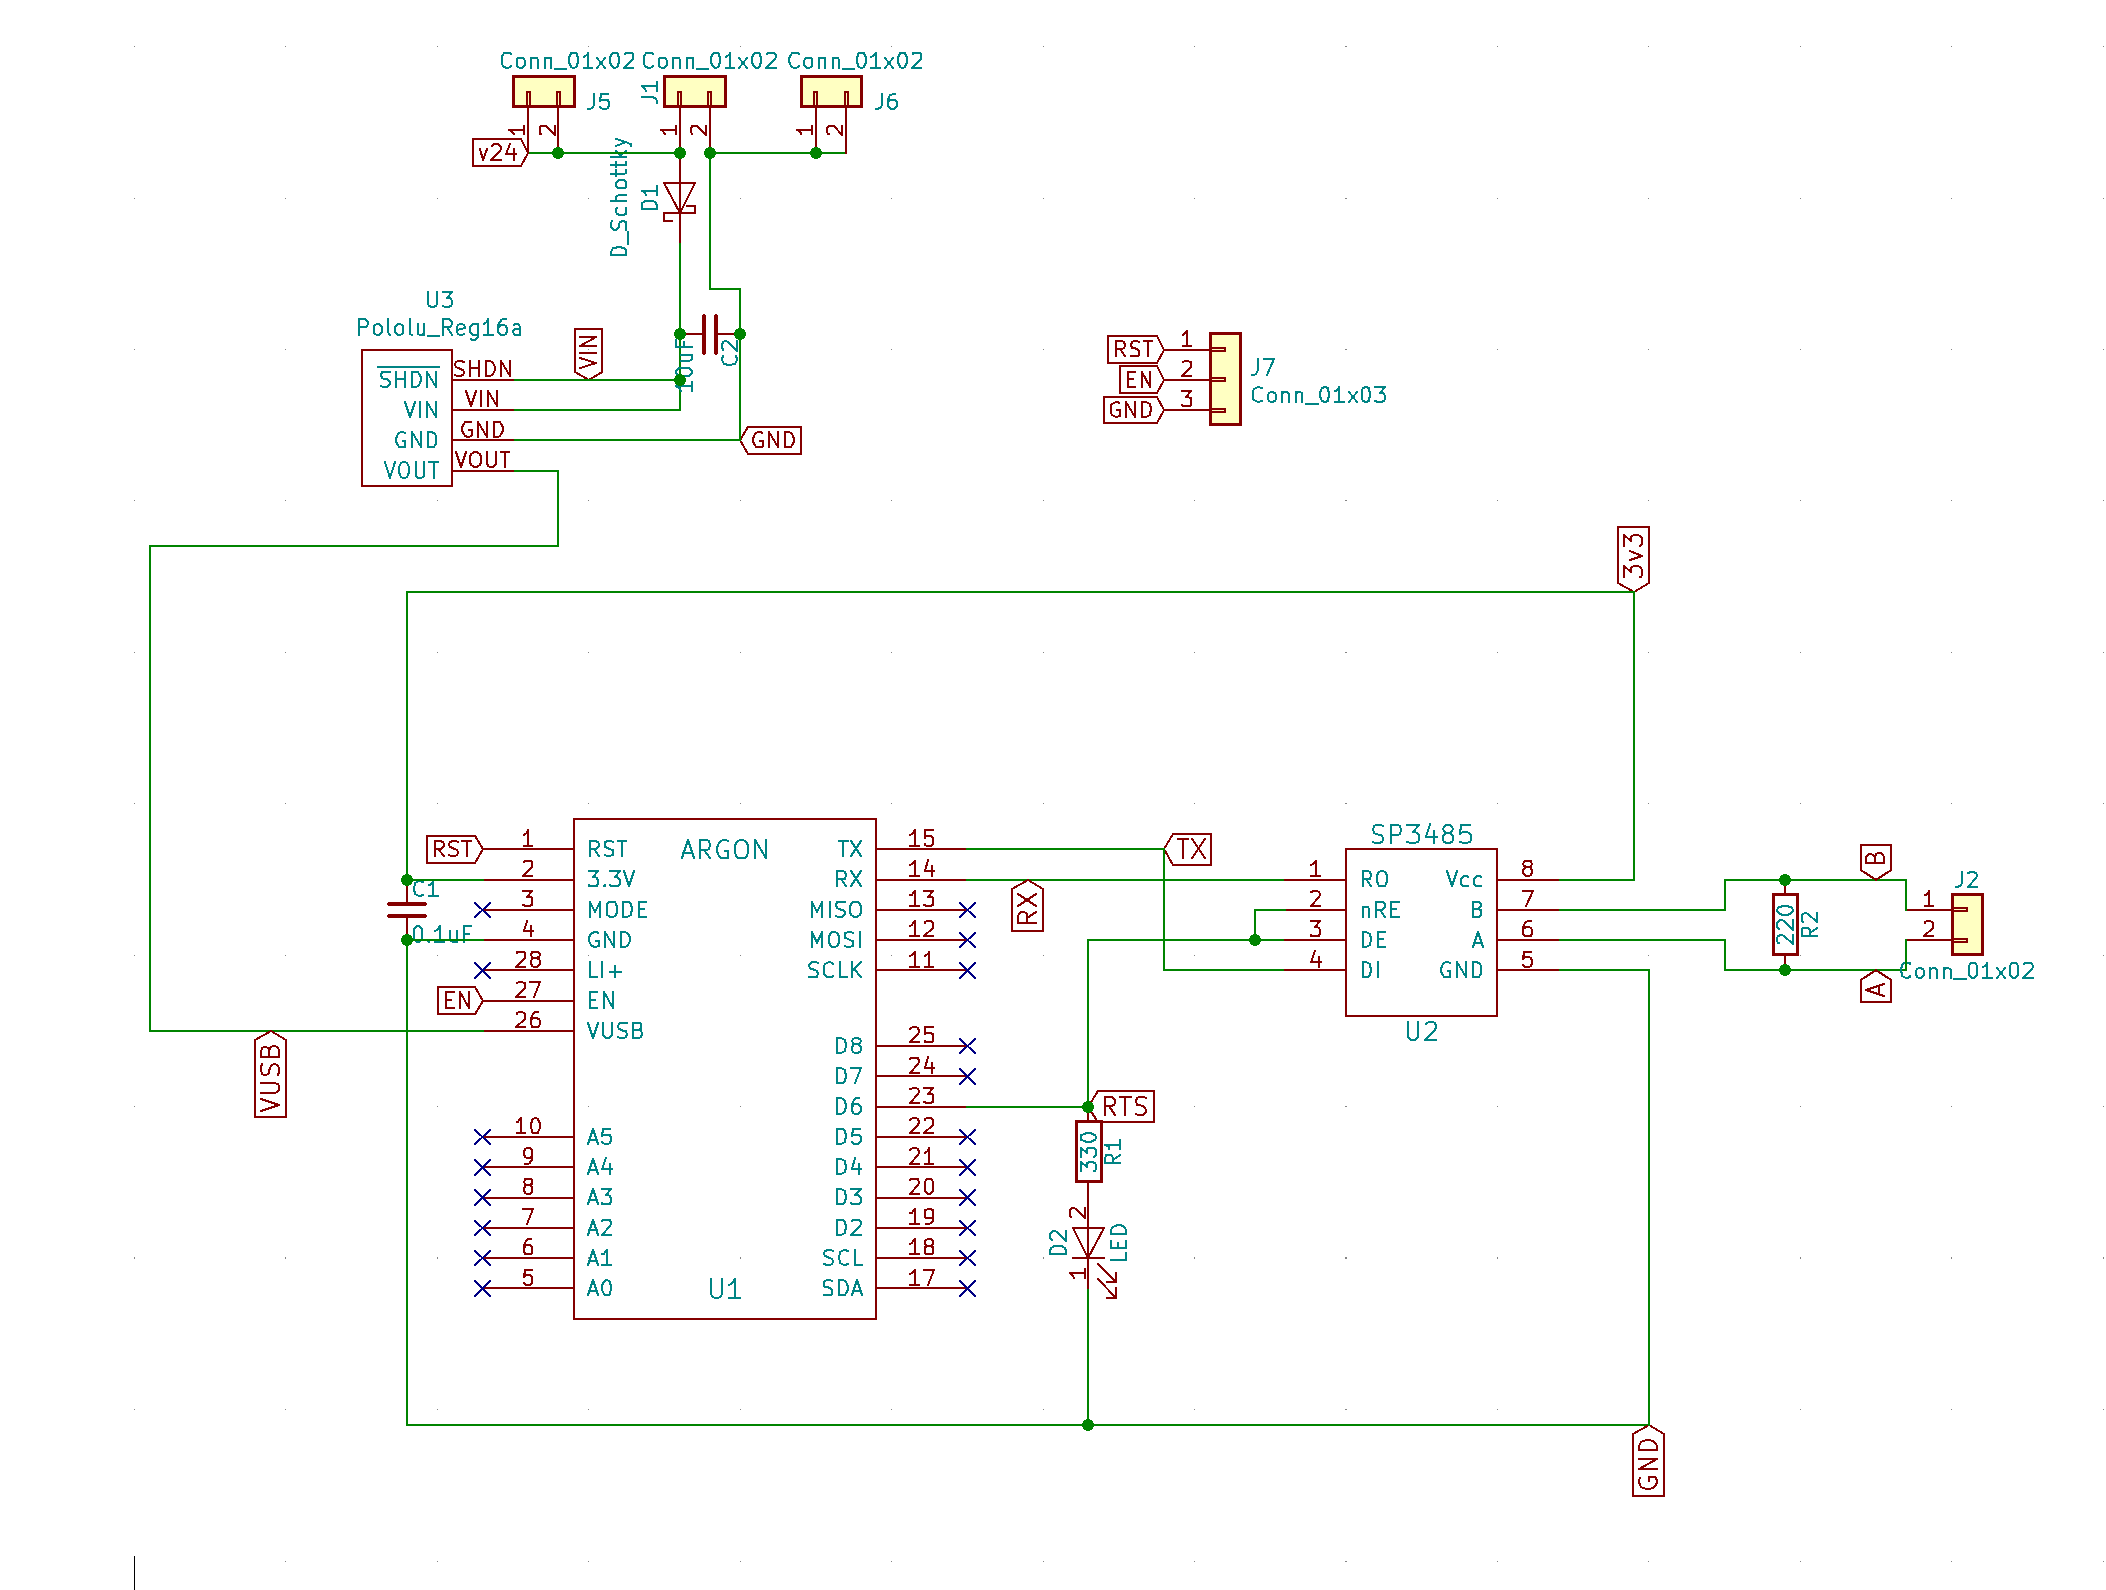 Conn_01x02 Conn_01x02 Conn_01x02
J5 J1 J6
1 2 1 2 1 2
v24
D_Schottky D1
U3
Pololu_Reg16a
VIN
10uF C2
SHDN SHDN
VIN VIN
GND GND
VOUT VOUT
GND
RST 1
EN 2
GND 3
J7
Conn_01x03
3v3
C1
0.1uF
VUSB
ARGON
RST 1 RST
2 3.3V
3 MODE
4 GND
28 LI+
EN 27 EN
26 VUSB
10 A5
9 A4
8 A3
7 A2
6 A1
5 A0
U1
TX 15 TX
RX 14 RX
MISO 13
MOSI 12
SCLK 11
D8 25
D7 24
D6 23 RTS
D5 22
D4 21
D3 20
D2 19
SCL 18
SDA 17
330 R1
2
D2 LED
1
SP3485
1 RO Vcc 8
2 nRE B 7
3 DE A 6
4 DI GND 5
U2
B
220 R2
A
J2
1
2
Conn_01x02
GND